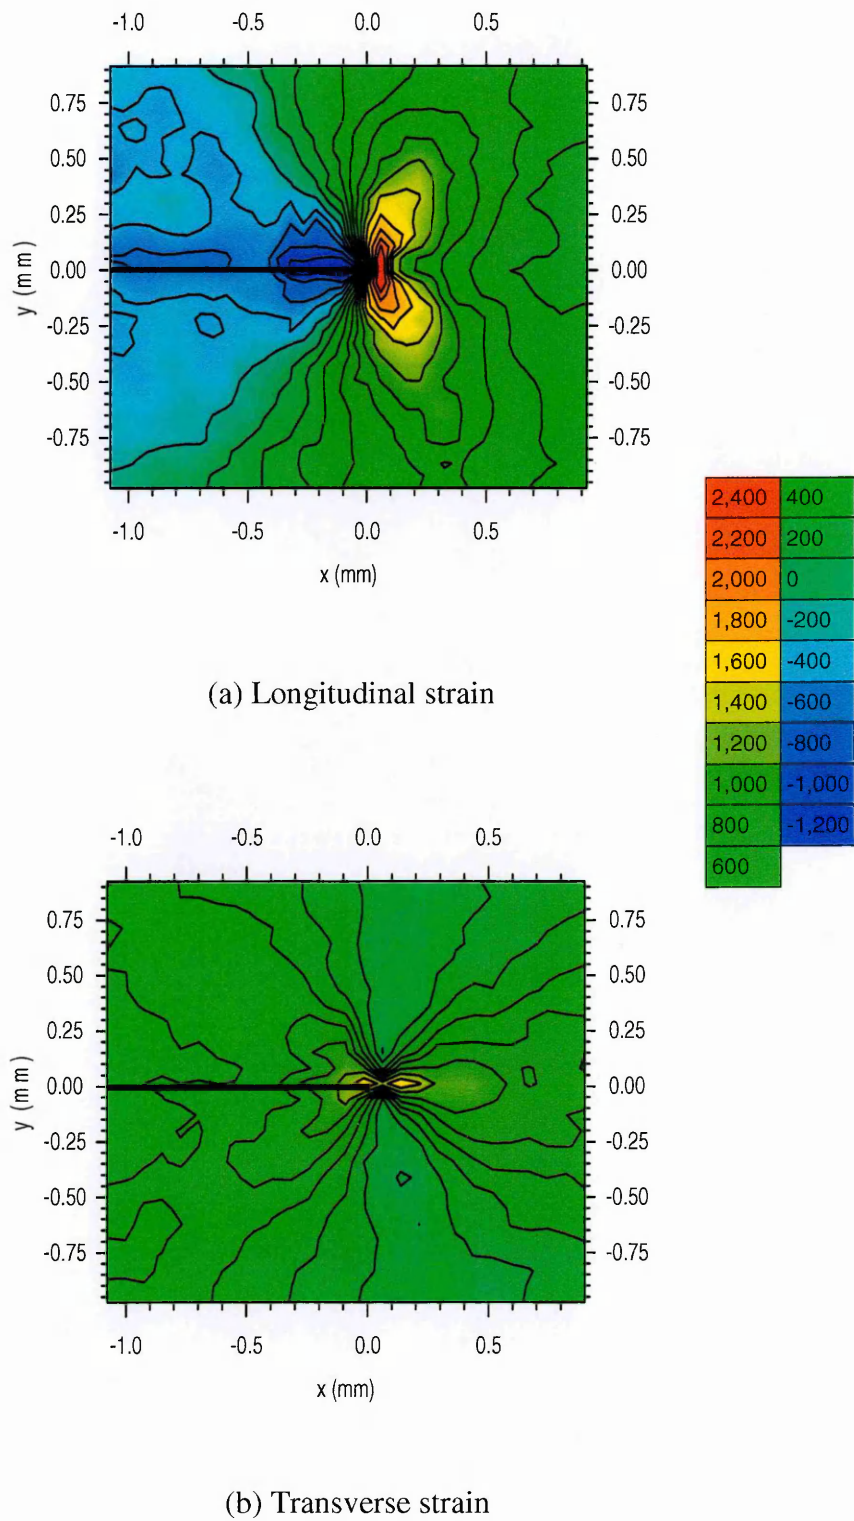 -1.0 -0.5 0.0 0.5
0.75 0.75
0.50 0.50
0.25 0.25
0.00 0.00
-0.25 -0.25
-0.50 -0.50
-0.75 -0.75
y (mm)
-1.0 -0.5 0.0 0.5
x (mm)
(a) Longitudinal strain
2,400 400
2,200 200
2,000 0
1,800 -200
1,600 -400
1,400 -600
1,200 -800
1,000 -1,000
800 -1,200
600
-1.0 -0.5 0.0 0.5
0.75 0.75
0.50 0.50
0.25 0.25
0.00 0.00
-0.25 -0.25
-0.50 -0.50
-0.75 -0.75
y (mm)
-1.0 -0.5 0.0 0.5
x (mm)
(b) Transverse strain